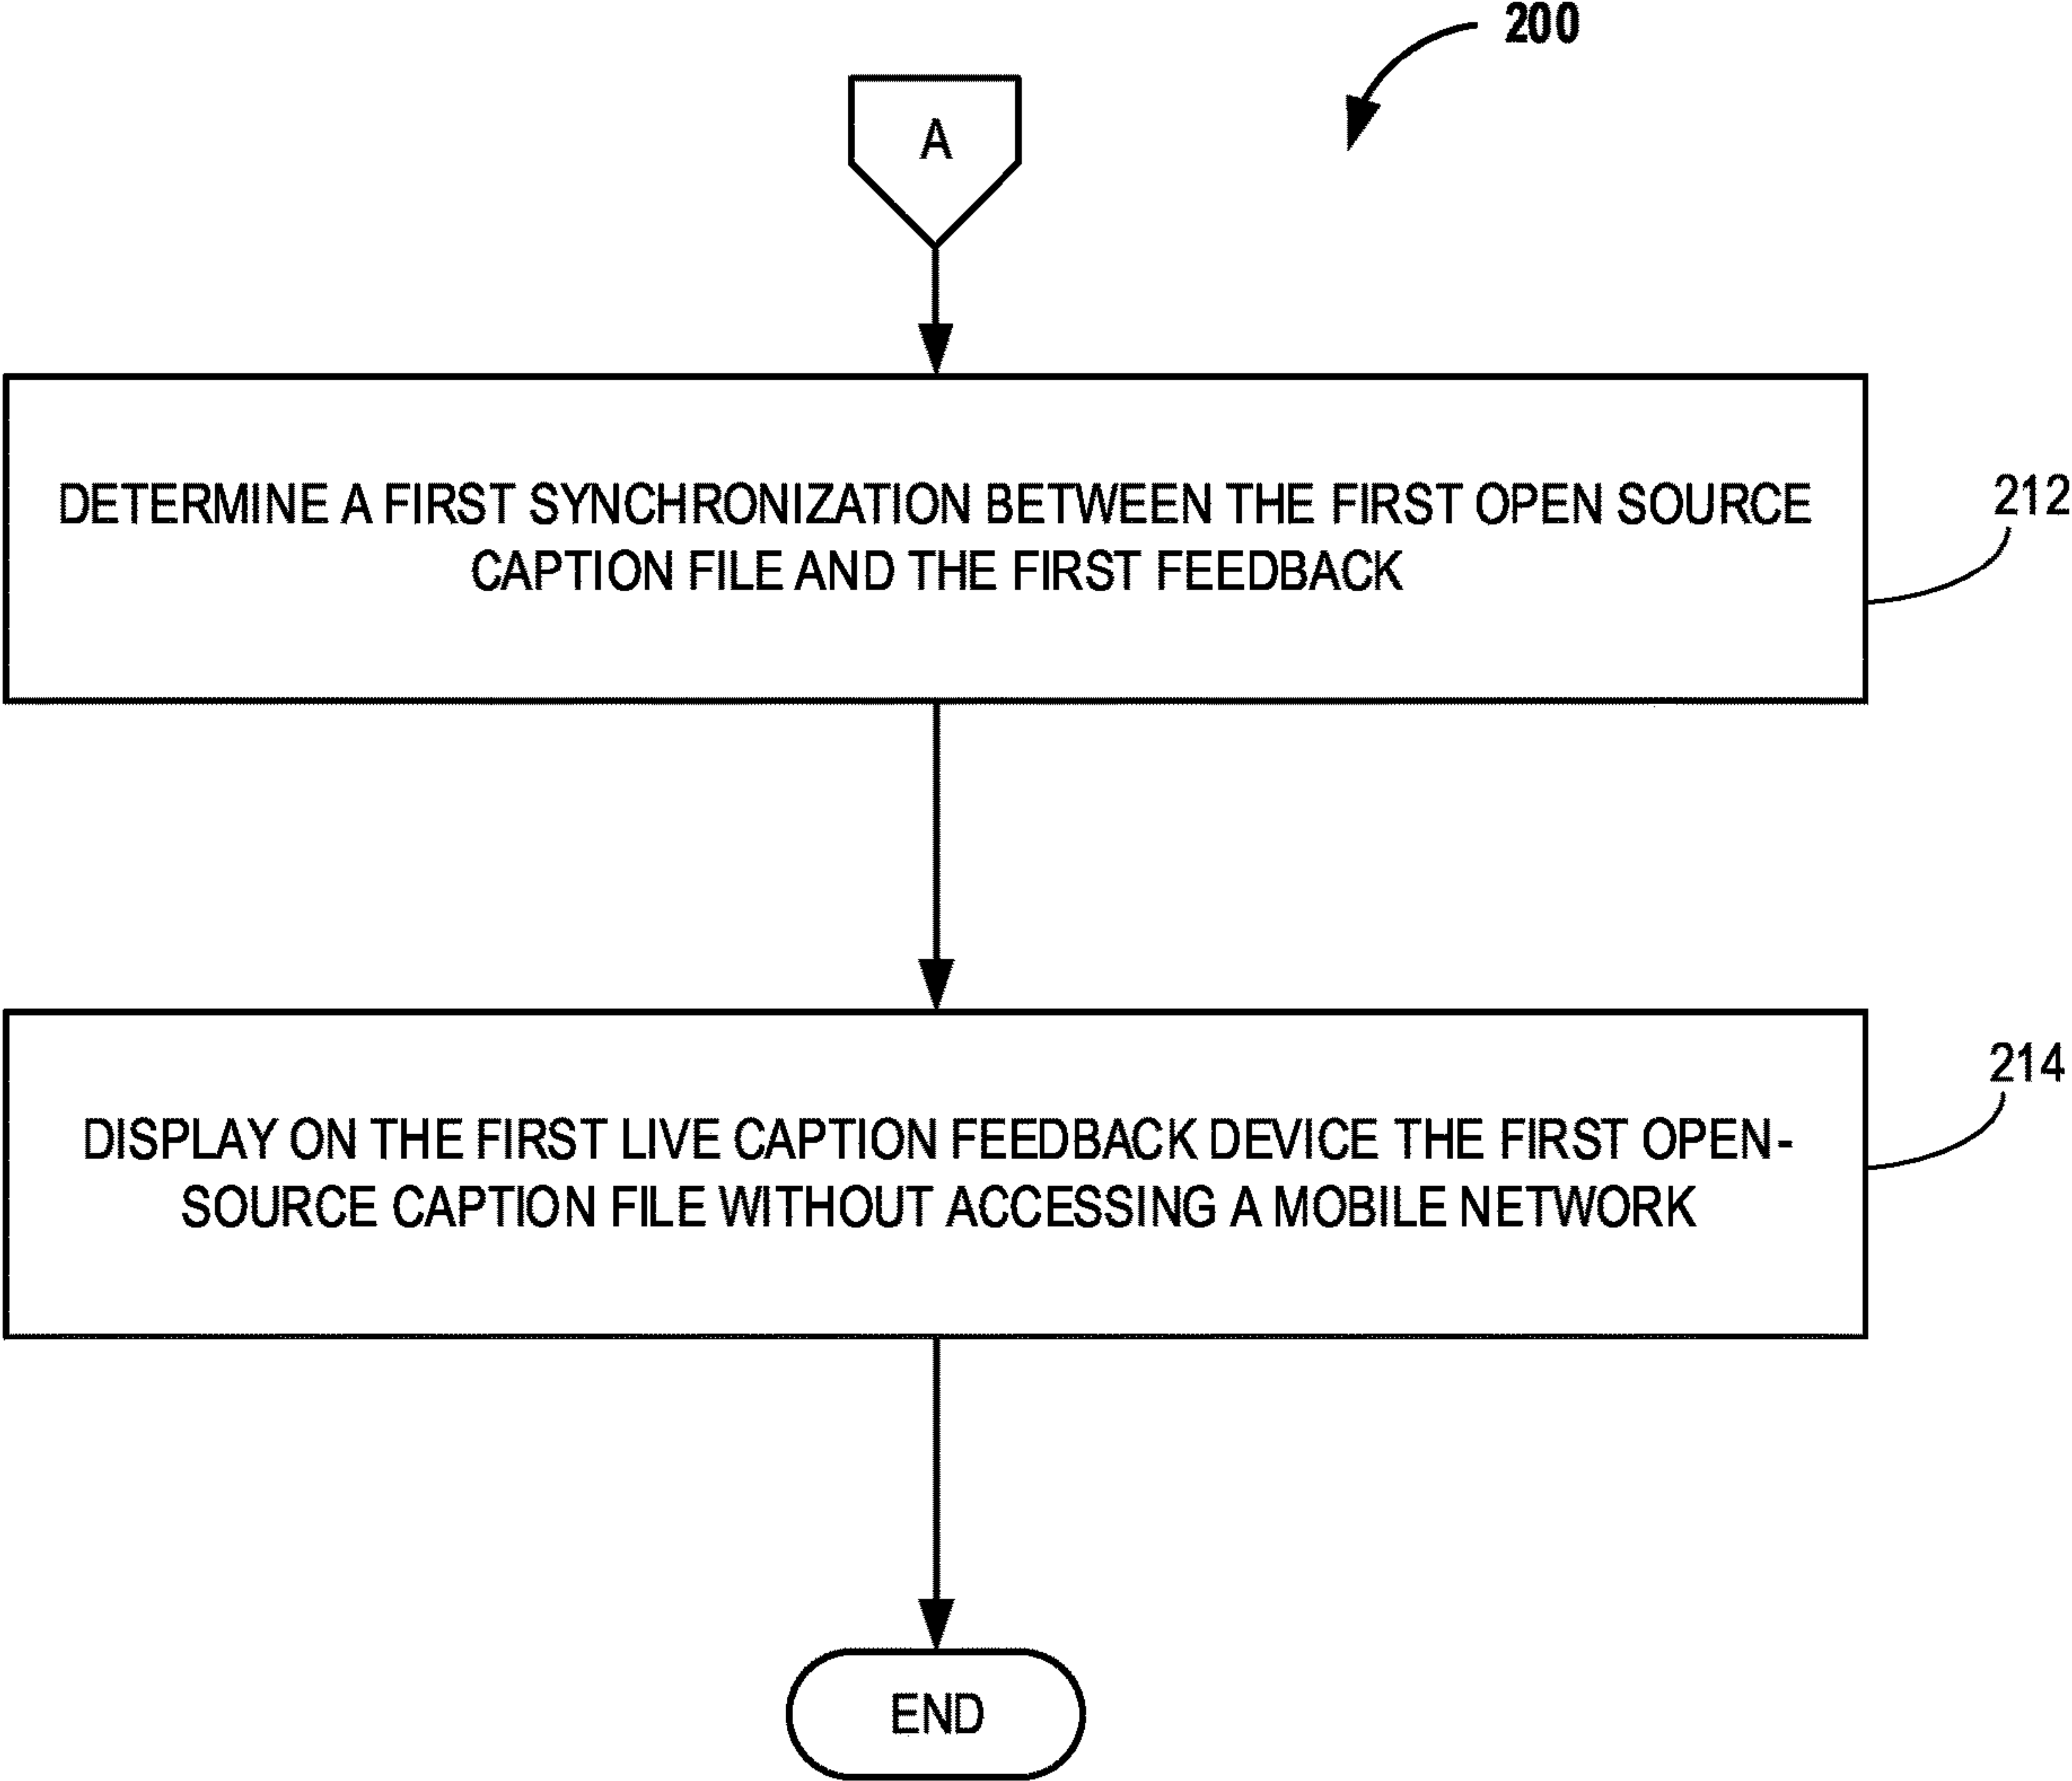 200
A
DETERMINE A FIRST SYNCHRONIZATION BETWEEN THE FIRST OPEN SOURCE
CAPTION FILE AND THE FIRST FEEDBACK
212
DISPLAY ON THE FIRST LIVE CAPTION FEEDBACK DEVICE THE FIRST OPEN-
SOURCE CAPTION FILE WITHOUT ACCESSING A MOBILE NETWORK
214
END